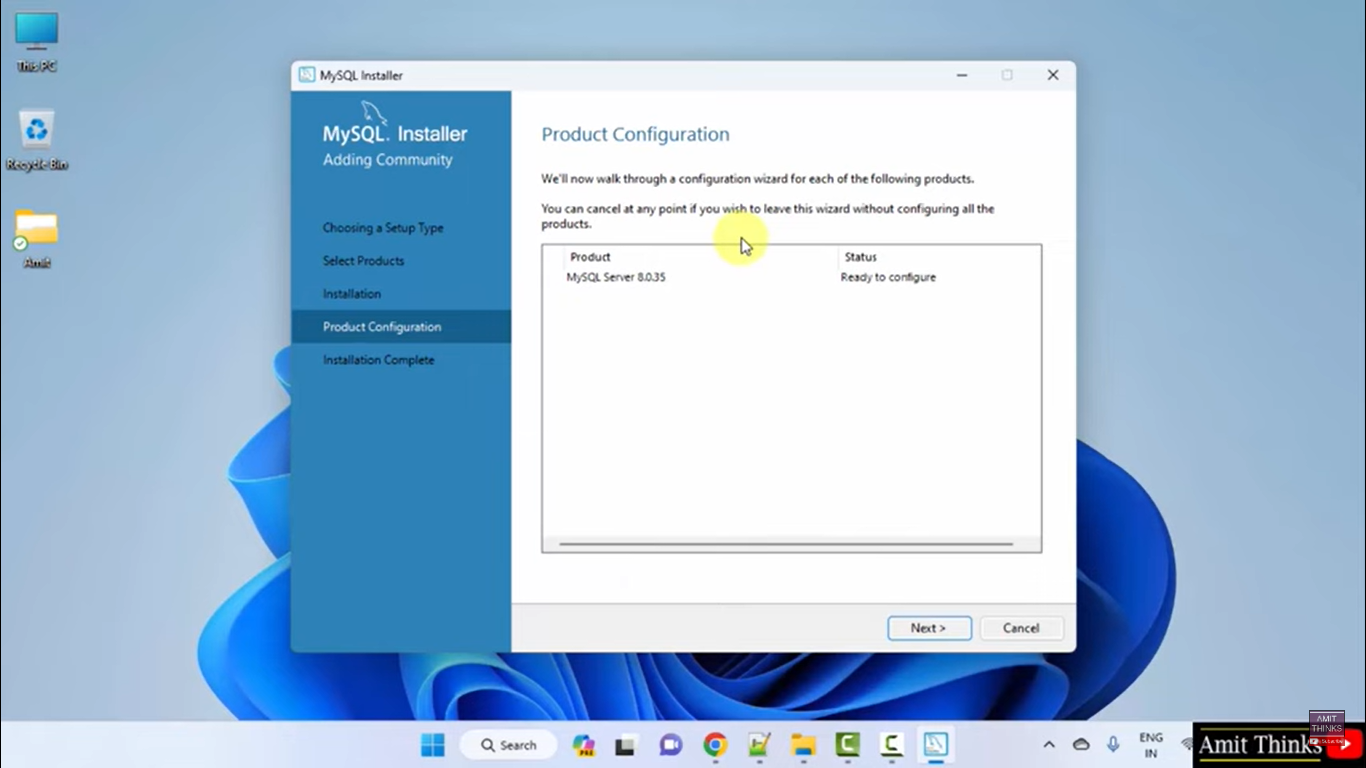 This PC
Recycle Bin
Amit
MySQL Installer
MySQL. Installer
Adding Community
Choosing a Setup Type
Select Products
Installation
Product Configuration
Installation Complete
Product Configuration
We'll now walk through a configuration wizard for each of the following products.
You can cancel at any point if you wish to leave this wizard without configuring all the
products.
Product Status
MySQL Server 8.0.35 Ready to configure
Next >
Cancel
Search
PRE
ENG
IN
Amit Thinks
AMIT
THINKS
Subscribe